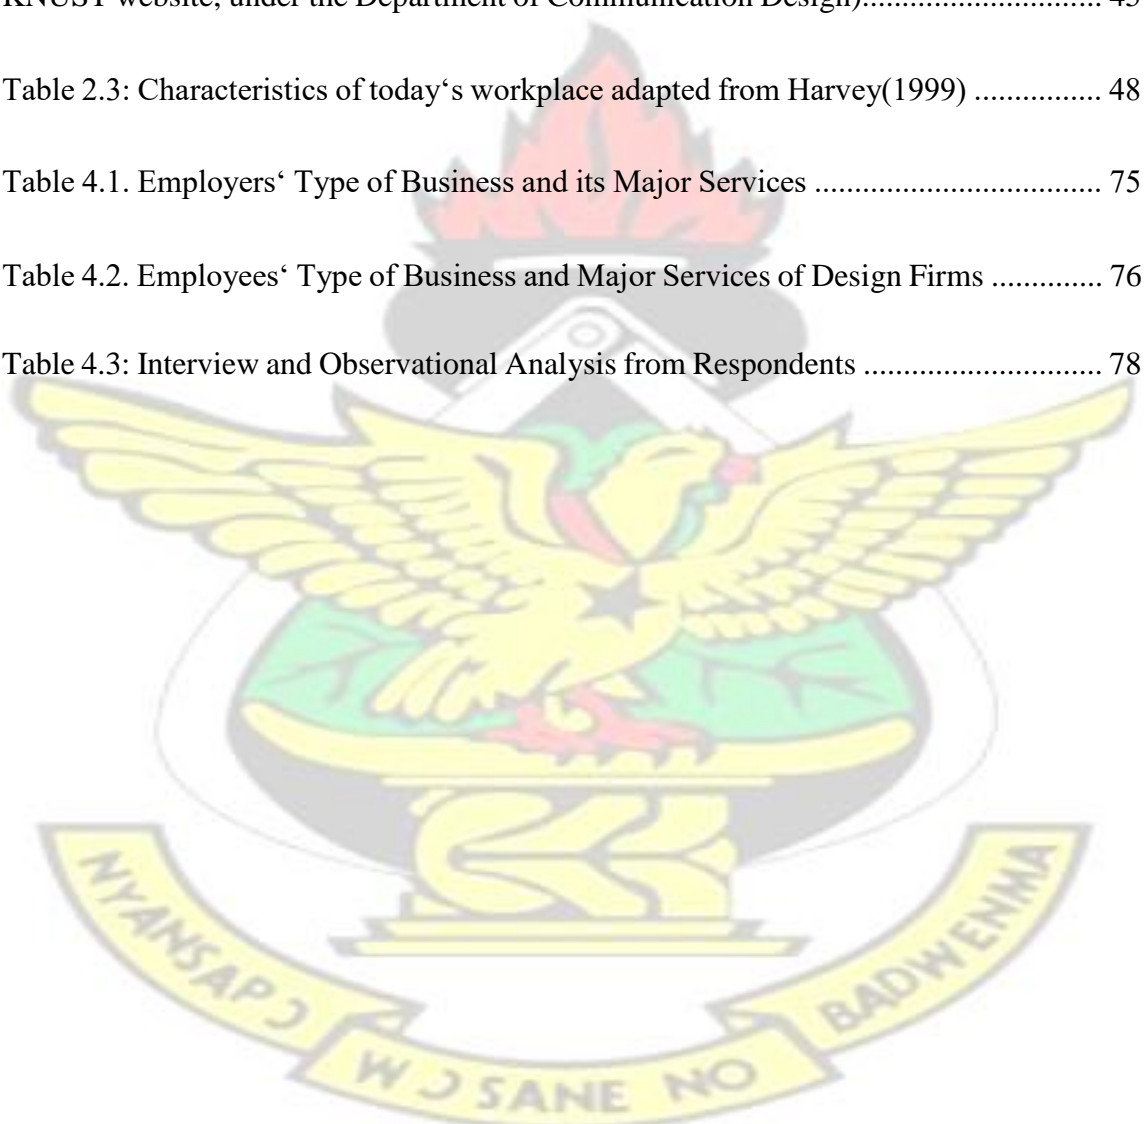 KNUST website, under the Department of Communication Design)............................. 45
Table 2.3: Characteristics of today‘s workplace adapted from Harvey(1999) ................ 48
Table 4.1. Employers‘ Type of Business and its Major Services .................................... 75
Table 4.2. Employees‘ Type of Business and Major Services of Design Firms .............. 76
Table 4.3: Interview and Observational Analysis from Respondents .............................. 78
NYANSAPƆ
WƆSANE NO
BADWENMA